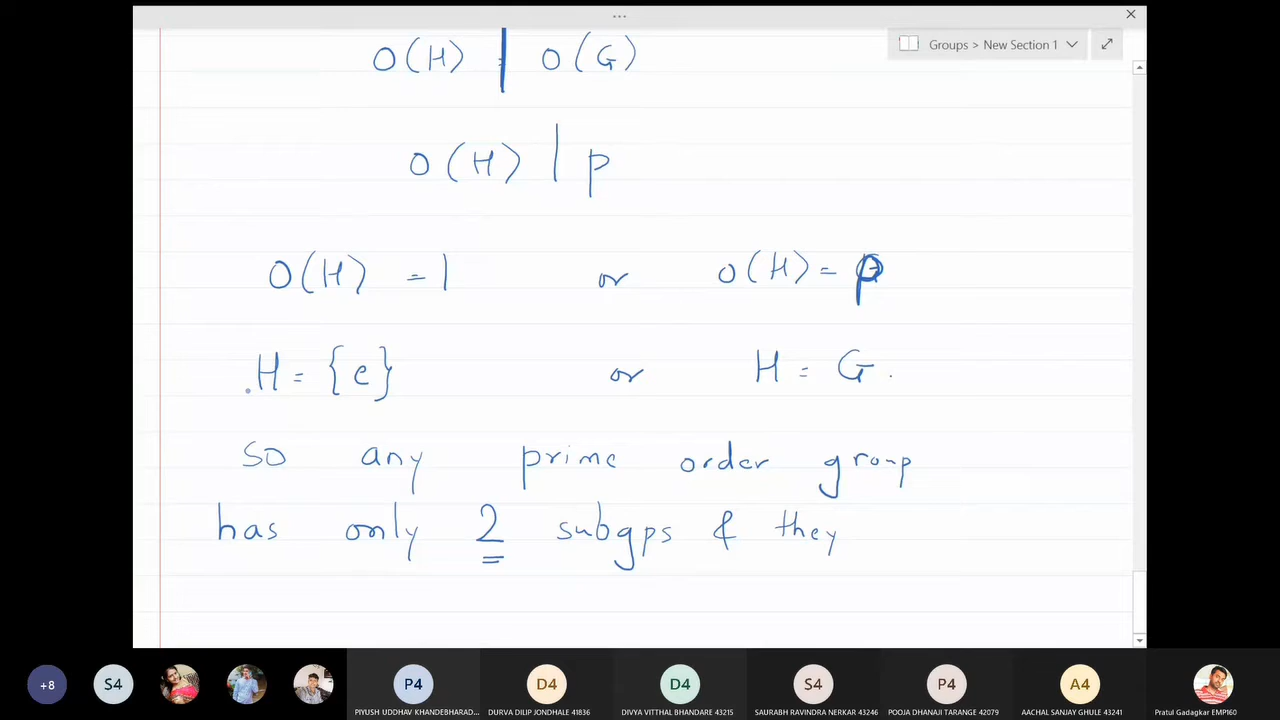 Groups > New Section 1
O(H) | O(G)
O(H) | p
O(H) = 1 or O(H) = p
H = {e} or H = G.
so any prime order group
has only 2 subgps & they
+8 S4 P4 D4 D4 S4 P4 A4
PIYUSH UDDHAV KHANDEBHARAD... DURVA DILIP JONDHALE 41836 DIVYA VITTHAL BHANDARE 43215 SAURABH RAVINDRA NERKAR 43246 POOJA DHANAJI TARANGE 42079 AACHAL SANJAY GHULE 43241 Pratul Gadagkar EMP160